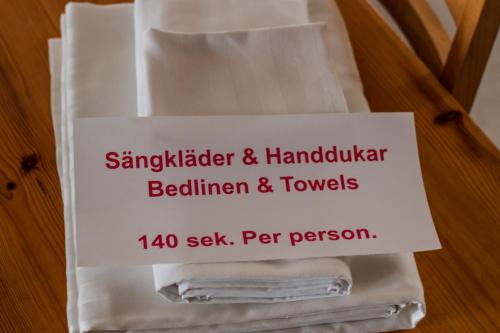 Sängkläder & Handdukar
Bedlinen & Towels
140 sek. Per person.